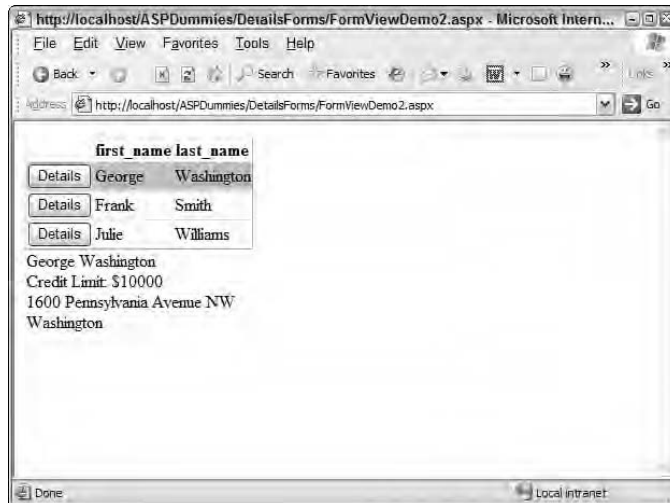 http://localhost/ASPDummies/DetailsForms/FormViewDemo2.aspx - Microsoft Intern...
File Edit View Favorites Tools Help
Back Search Favorites
Address http://localhost/ASPDummies/DetailsForms/FormViewDemo2.aspx Go
first_name last_name
Details George Washington
Details Frank Smith
Details Julie Williams
George Washington
Credit Limit: $10000
1600 Pennsylvania Avenue NW
Washington
Done Local intranet